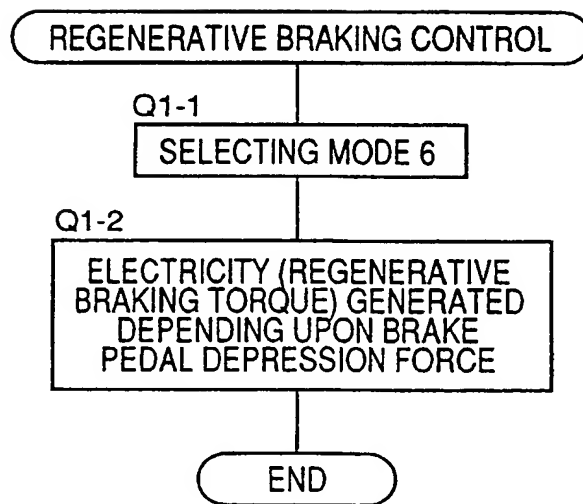 REGENERATIVE BRAKING CONTROL
Q1-1
SELECTING MODE 6
Q1-2
ELECTRICITY (REGENERATIVE
BRAKING TORQUE) GENERATED
DEPENDING UPON BRAKE
PEDAL DEPRESSION FORCE
END